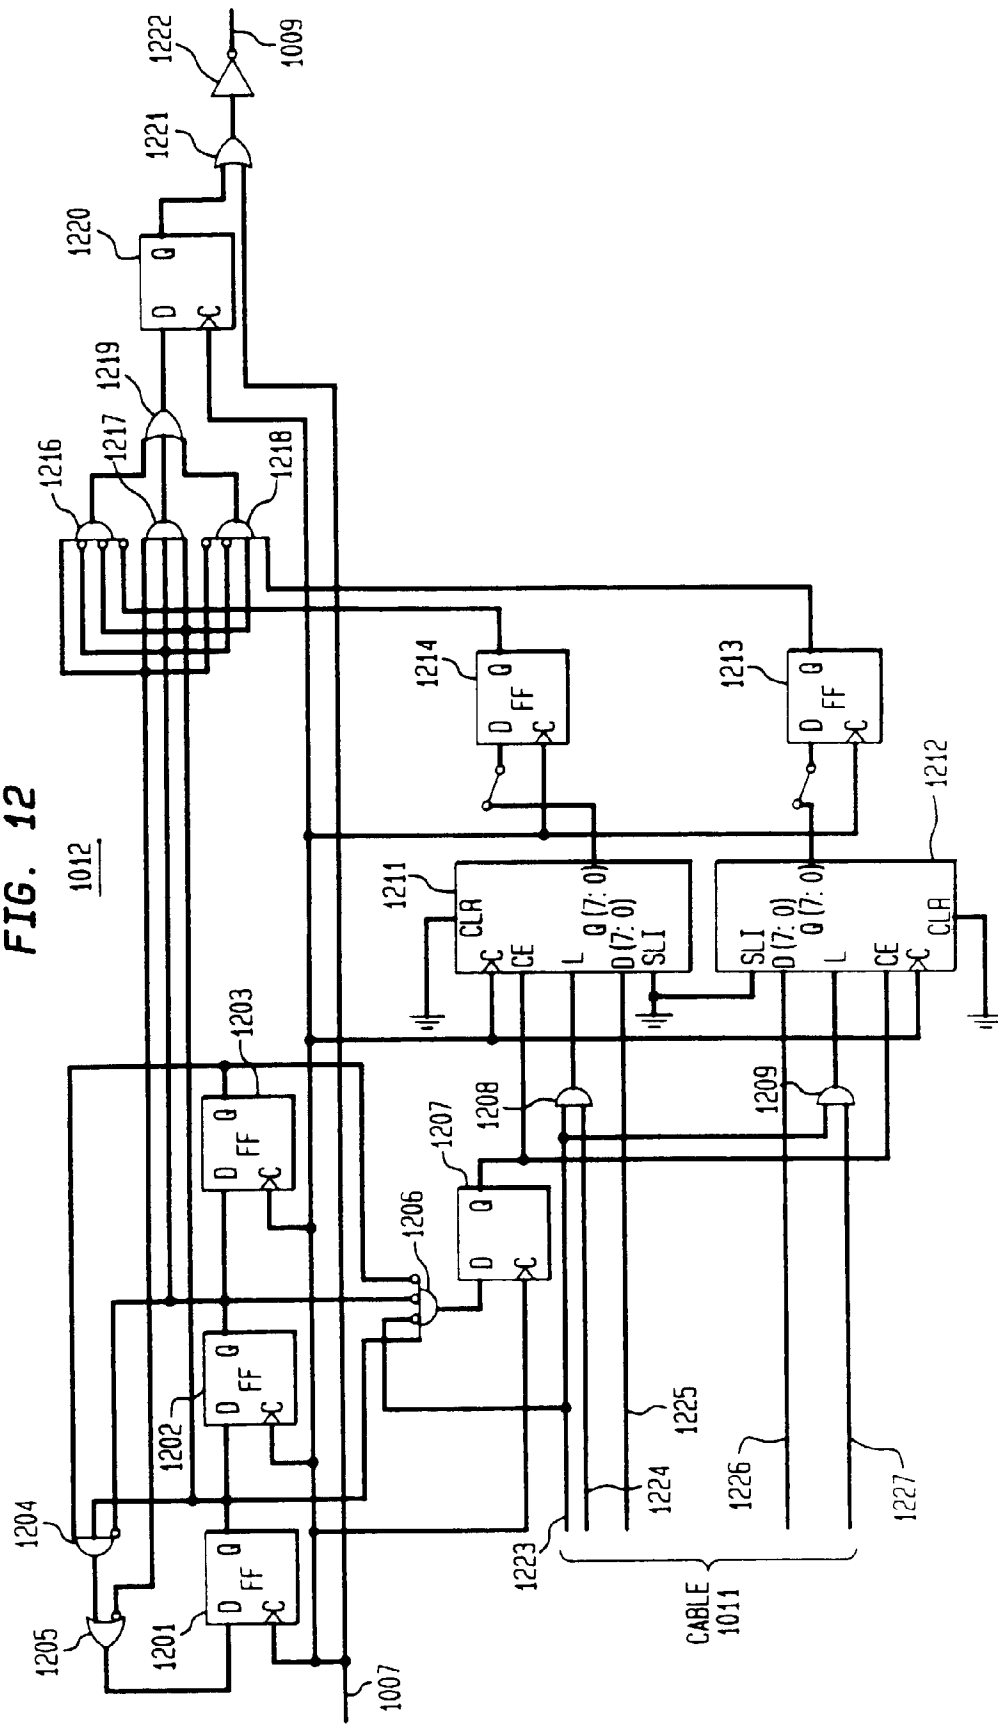 FIG. 12
1012
1222
1009
1221
1220
D
Q
C
1219
1216
1217
1218
1214
D
Q
FF
C
1213
D
Q
FF
C
1212
1211
CLR
C
CE
L
Q (7: 0)
D (7: 0)
SLI
SLI
D (7: 0)
Q (7: 0)
L
CE
C
CLR
1203
D
Q
FF
C
1207
D
Q
C
1208
1209
1206
1202
D
Q
FF
C
1204
1205
1201
D
Q
FF
C
1007
1223
1224
1225
1226
1227
CABLE
1011